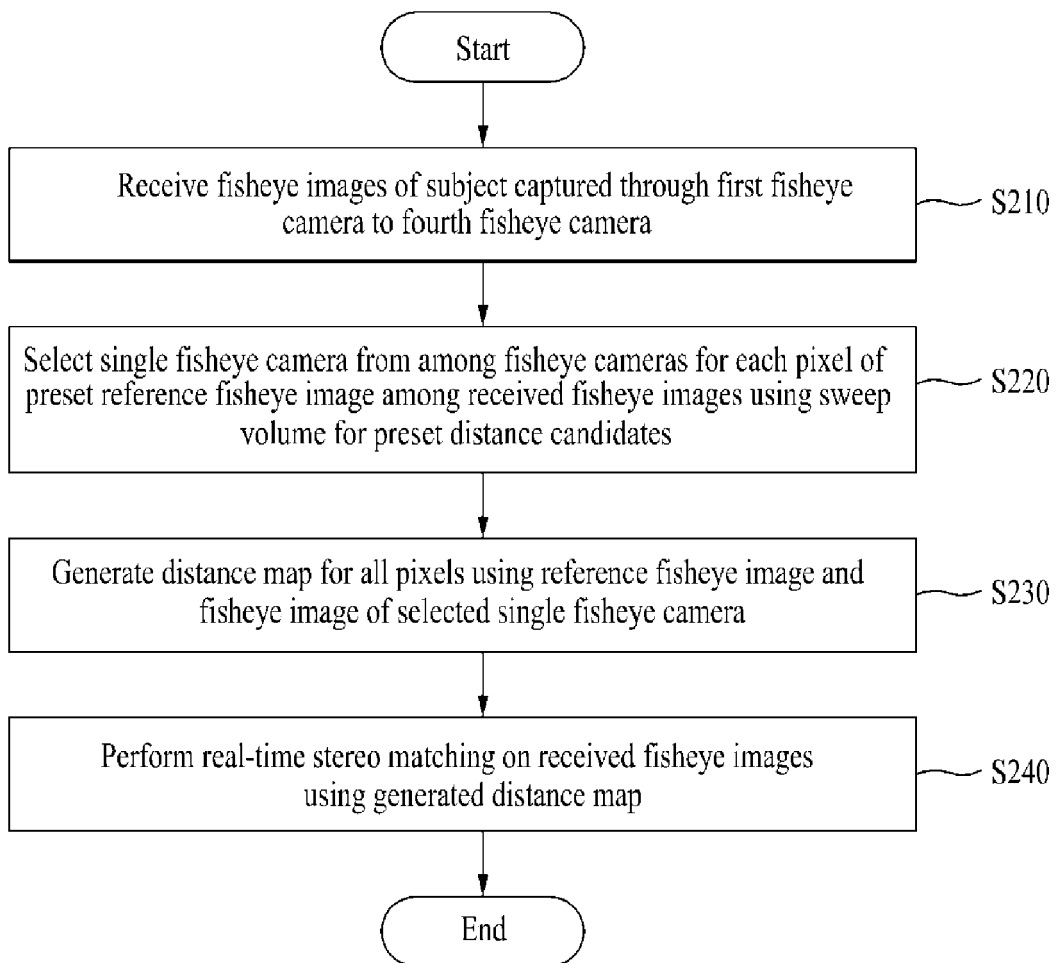 Start
Receive fisheye images of subject captured through first fisheye
camera to fourth fisheye camera
S210
Select single fisheye camera from among fisheye cameras for each pixel of
preset reference fisheye image among received fisheye images using sweep
volume for preset distance candidates
S220
Generate distance map for all pixels using reference fisheye image and
fisheye image of selected single fisheye camera
S230
Perform real-time stereo matching on received fisheye images
using generated distance map
S240
End